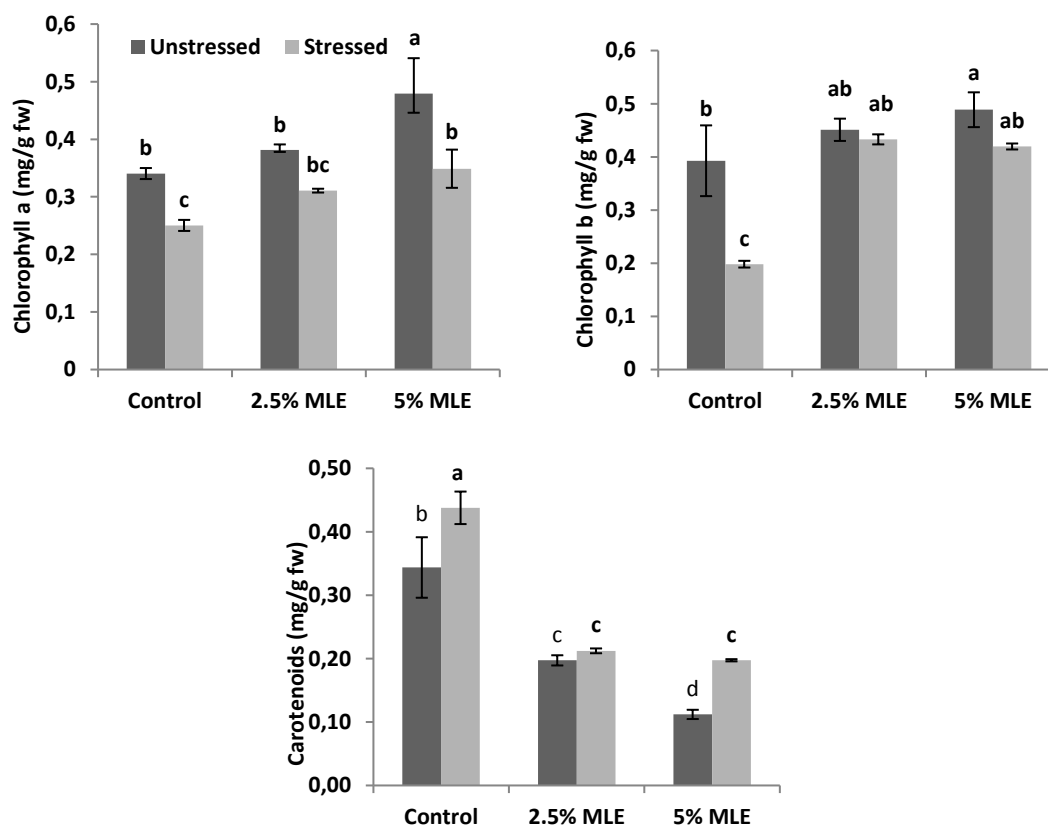 Chlorophyll a (mg/g fw)
0,6
0,5
0,4
0,3
0,2
0,1
0
Unstressed Stressed
b c b bc a b
Control 2.5% MLE 5% MLE
Chlorophyll b (mg/g fw)
0,6
0,5
0,4
0,3
0,2
0,1
0
b c ab ab a ab
Control 2.5% MLE 5% MLE
Carotenoids (mg/g fw)
0,50
0,40
0,30
0,20
0,10
0,00
b a c c d c
Control 2.5% MLE 5% MLE